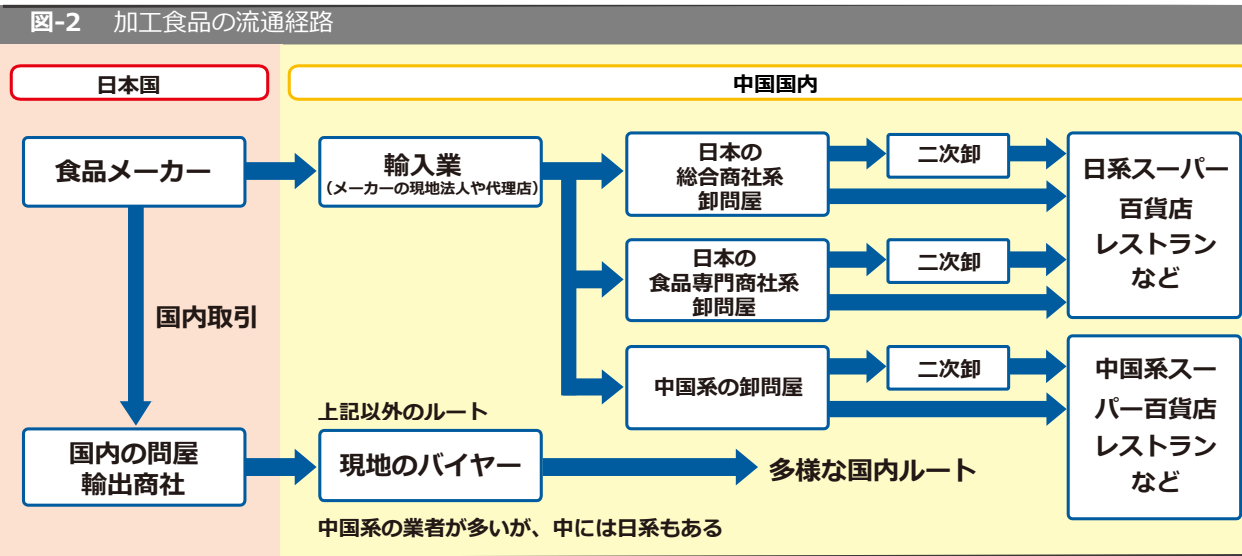 図-2 加工食品の流通経路
日本国
中国国内
食品メーカー
輸入業
（メーカーの現地法人や代理店）
日本の
総合商社系
卸問屋
二次卸
日系スーパー
百貨店
レストラン
など
日本の
食品専門商社系
卸問屋
二次卸
国内取引
中国系の卸問屋
二次卸
中国系スー
パー百貨店
レストラン
など
上記以外のルート
国内の問屋
輸出商社
現地のバイヤー
多様な国内ルート
中国系の業者が多いが、中には日系もある